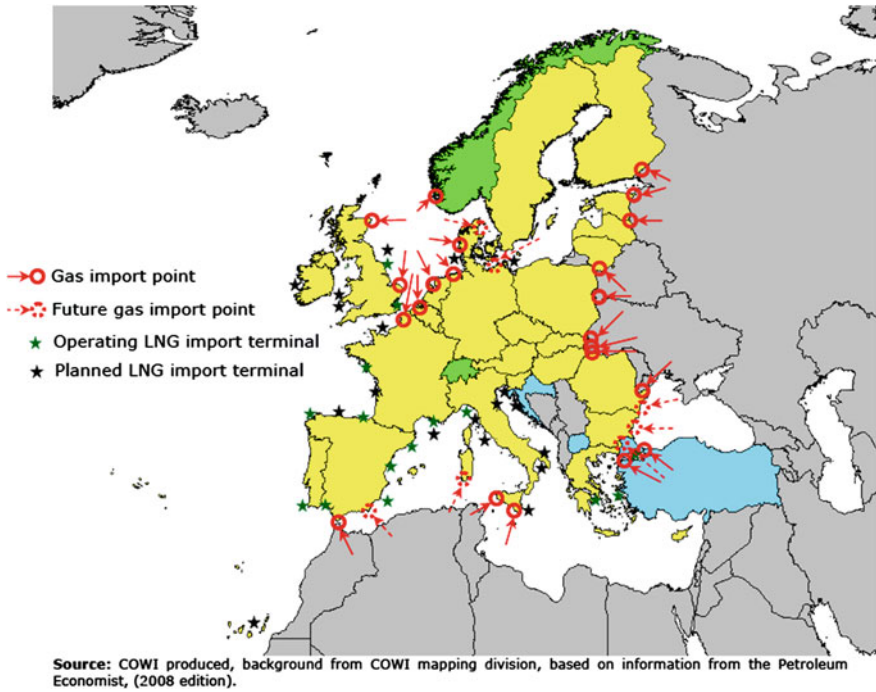 Gas import point
Future gas import point
Operating LNG import terminal
Planned LNG import terminal
Source: COWI produced, background from COWI mapping division, based on information from the Petroleum
Economist, (2008 edition).